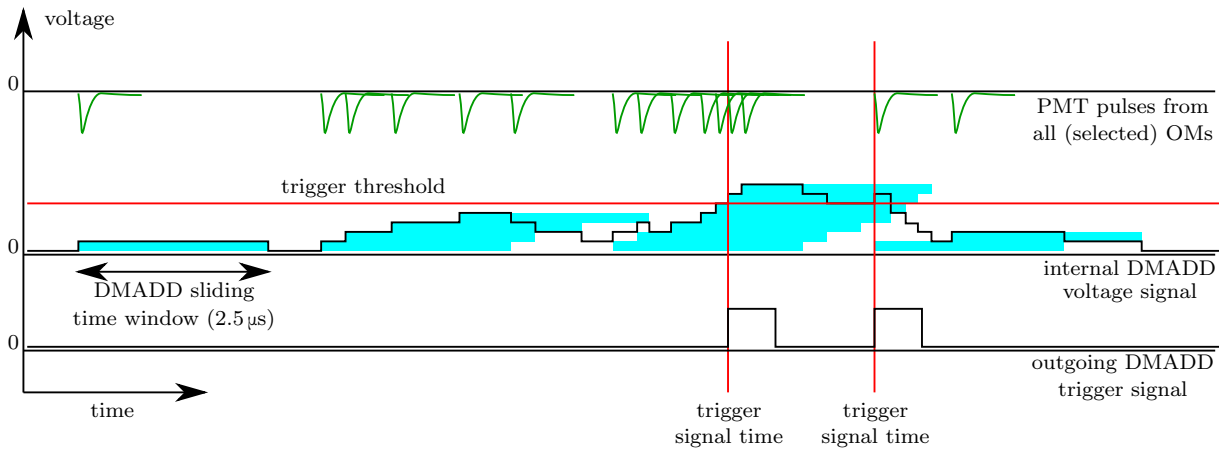 voltage
0
PMT pulses from
all (selected) OMs
trigger threshold
0
internal DMADD
voltage signal
DMADD sliding
time window (2.5 µs)
0
outgoing DMADD
trigger signal
time
trigger
signal time
trigger
signal time